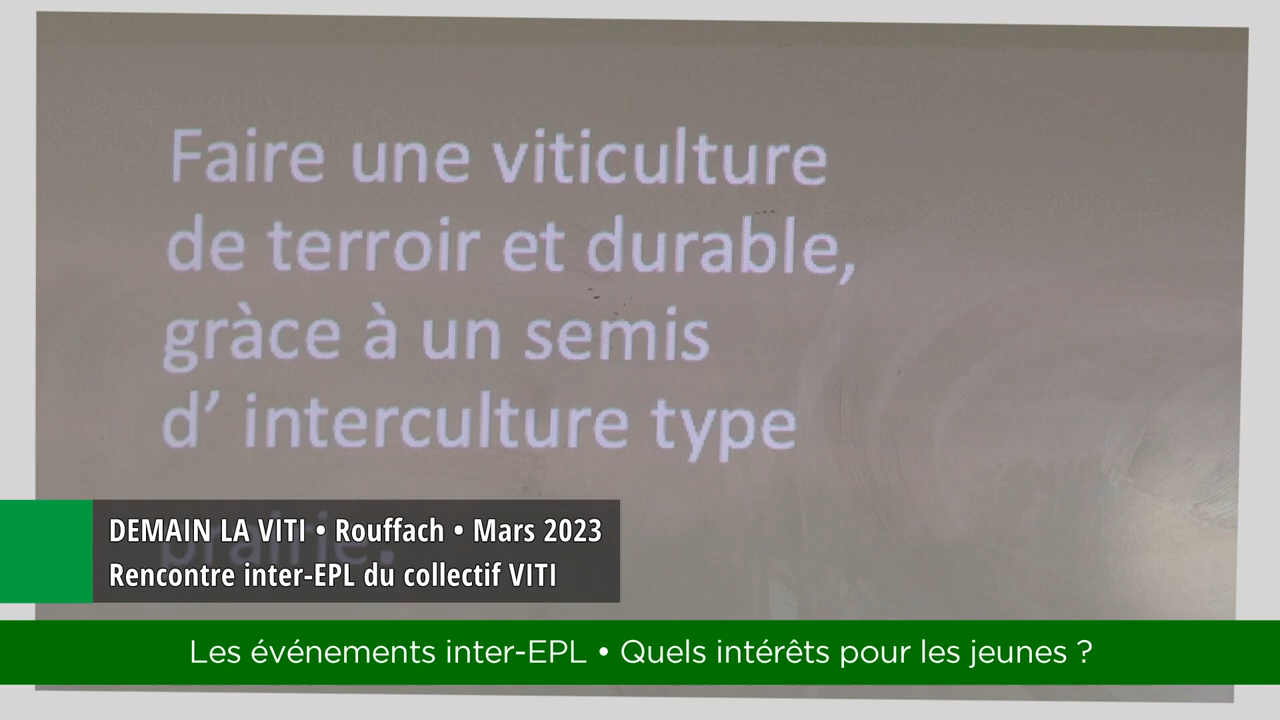 Faire une viticulture
de terroir et durable,
gràce à un semis
d’ interculture type
prairie.
DEMAIN LA VITI • Rouffach • Mars 2023
Rencontre inter-EPL du collectif VITI
Les événements inter-EPL • Quels intérêts pour les jeunes ?